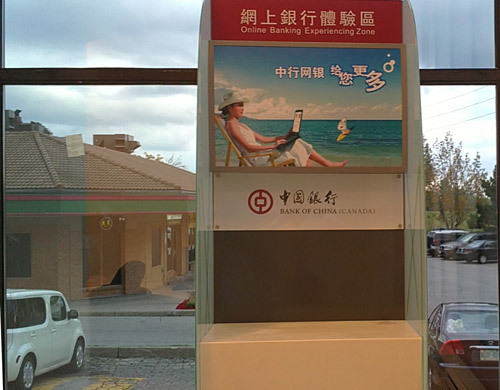 網上銀行體驗區
Online Banking Experiencing Zone
中行网银 给您更多
中国銀行
BANK OF CHINA (CANADA)